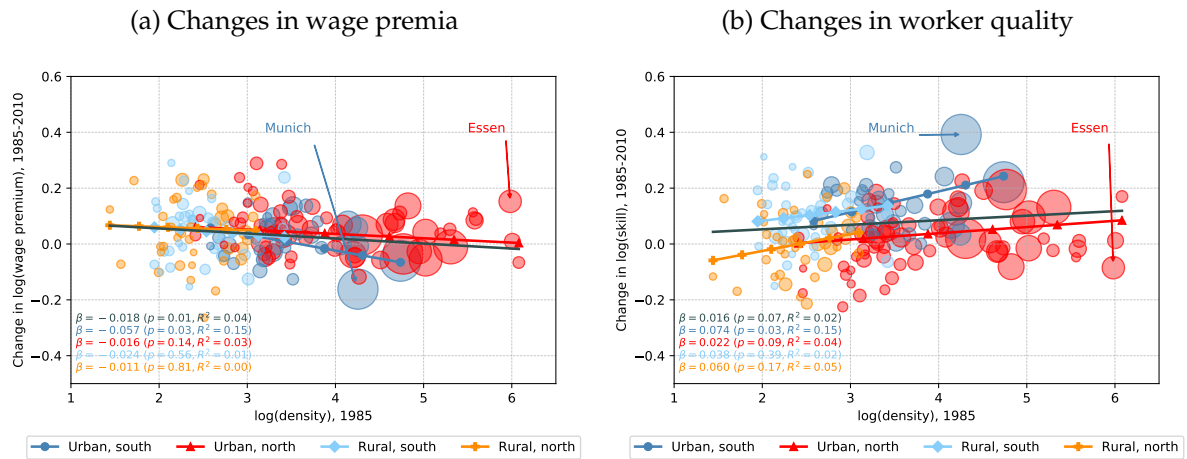 (a) Changes in wage premia
(b) Changes in worker quality
Change in log(wage premium), 1985-2010
0.6
0.4
0.2
0.0
−0.2
−0.4
Munich
Essen
β = −0.018 (p = 0.01, R² = 0.04)
β = −0.057 (p = 0.03, R² = 0.15)
β = −0.016 (p = 0.14, R² = 0.03)
β = −0.024 (p = 0.56, R² = 0.01)
β = −0.011 (p = 0.81, R² = 0.00)
1 2 3 4 5 6
log(density), 1985
Urban, south Urban, north Rural, south Rural, north
Change in log(skill), 1985-2010
0.6
0.4
0.2
0.0
−0.2
−0.4
Munich
Essen
β = 0.016 (p = 0.07, R² = 0.02)
β = 0.074 (p = 0.03, R² = 0.15)
β = 0.022 (p = 0.09, R² = 0.04)
β = 0.038 (p = 0.39, R² = 0.02)
β = 0.060 (p = 0.17, R² = 0.05)
1 2 3 4 5 6
log(density), 1985
Urban, south Urban, north Rural, south Rural, north